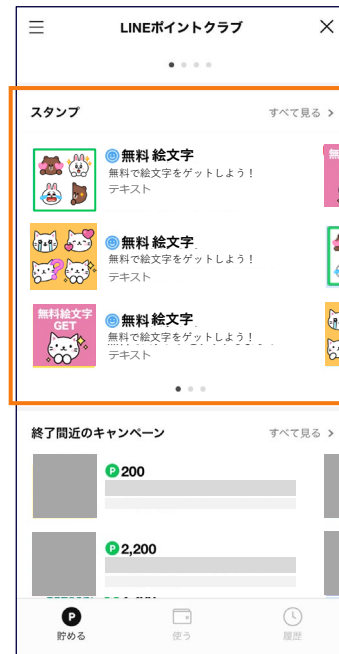 LINEポイントクラブ
スタンプ
すべて見る
無料 絵文字
無料で絵文字をゲットしよう!
テキスト
無料 絵文字
無料で絵文字をゲットしよう!
テキスト
無料絵文字
GET
無料 絵文字
無料で絵文字をゲットしよう!
テキスト
終了間近のキャンペーン
すべて見る
P 200
P 2,200
P
貯める
使う
履歴